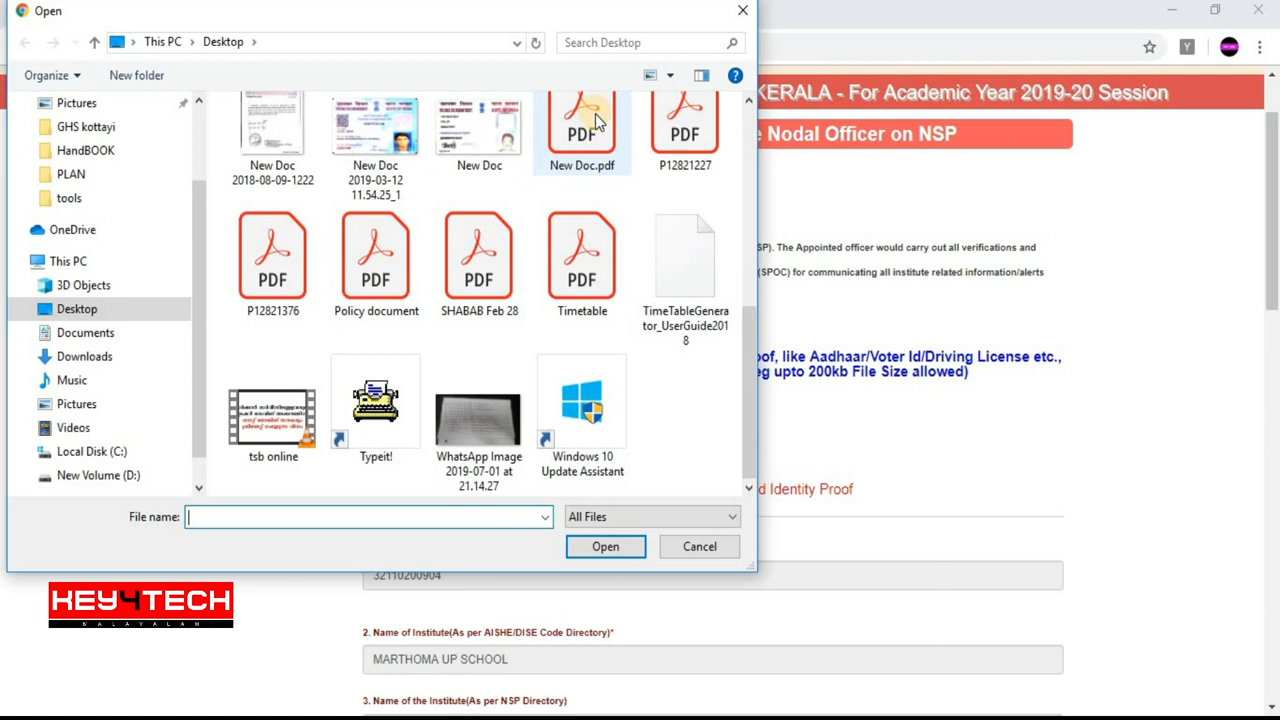 Open
KERALA - For Academic Year 2019-20 Session
This PC
Desktop
Search Desktop
Organize
New folder
e Nodal Officer on NSP
Pictures
GHS kottayi
HandBOOK
PLAN
tools
OneDrive
This PC
3D Objects
Desktop
Documents
Downloads
Music
Pictures
Videos
Local Disk (C:)
New Volume (D:)
PDF
PDF
New Doc
2018-08-09-1222
New Doc
2019-03-12
11.54.25_1
New Doc
New Doc.pdf
P12821227
PDF
PDF
PDF
PDF
P12821376
Policy document
SHABAB Feb 28
Timetable
TimeTableGenera
tor_UserGuide201
8
tsb online
Typeit!
WhatsApp Image
2019-07-01 at
21.14.27
Windows 10
Update Assistant
File name:
All Files
Open
Cancel
SP). The Appointed officer would carry out all verifications and
(SPOC) for communicating all institute related information/alerts
oof, like Aadhaar/Voter Id/Driving License etc.,
eg upto 200kb File Size allowed)
d Identity Proof
32110200904
KEY4TECH
MALAYALAM
2. Name of Institute(As per AISHE/DISE Code Directory)*
MARTHOMA UP SCHOOL
3. Name of the Institute(As per NSP Directory)